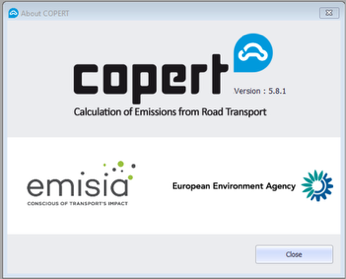 About COPERT
copert
Version : 5.8.1
Calculation of Emissions from Road Transport
emisia
CONSCIOUS OF TRANSPORT'S IMPACT
European Environment Agency
Close